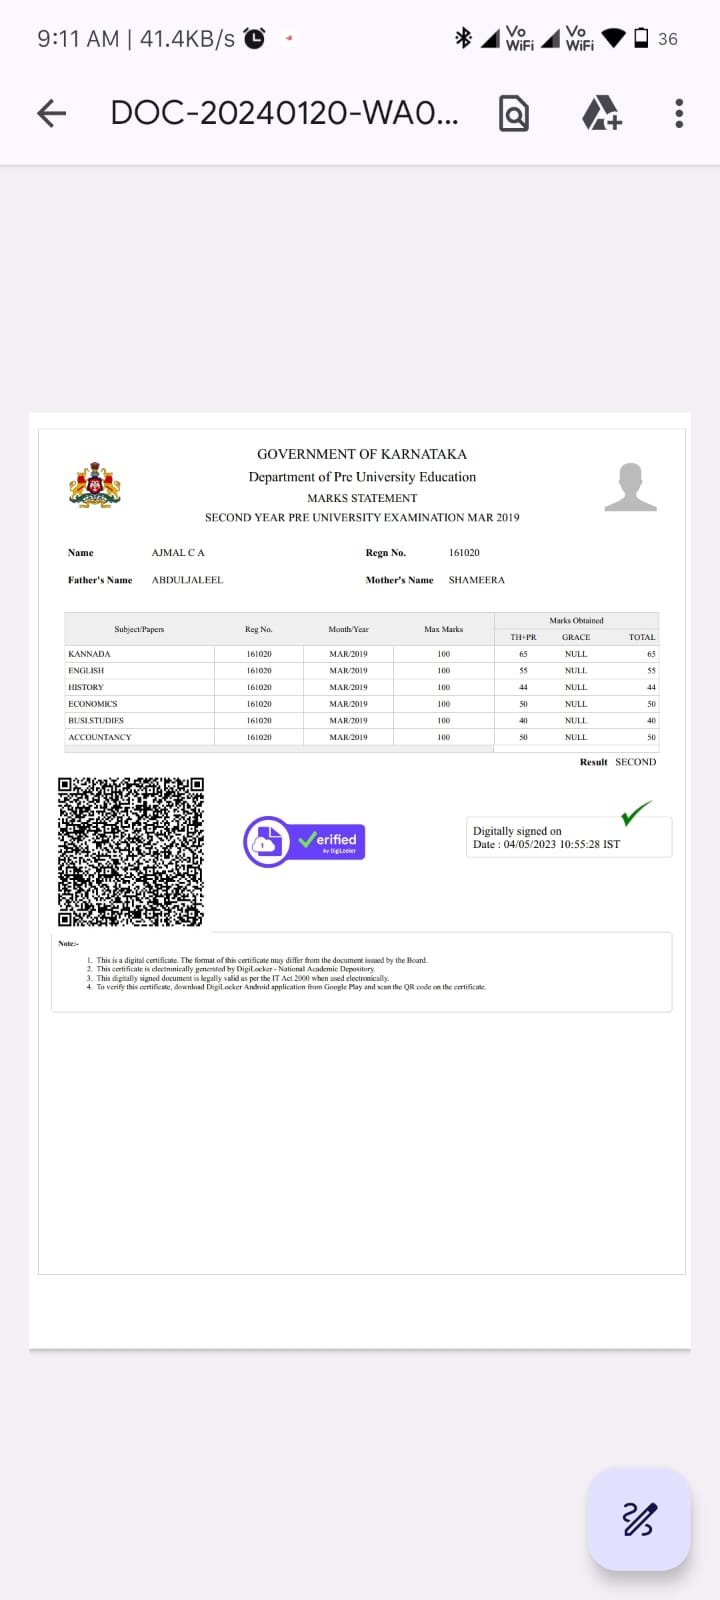 9:11 AM | 41.4KB/s
Vo WiFi Vo WiFi 36
DOC-20240120-WA0...
GOVERNMENT OF KARNATAKA
Department of Pre University Education
MARKS STATEMENT
SECOND YEAR PRE UNIVERSITY EXAMINATION MAR 2019
Name AJMAL C A Regn No. 161020
Father's Name ABDULJALEEL Mother's Name SHAMEERA
Subject/Papers Reg No. Month/Year Max Marks Marks Obtained
TH+PR GRACE TOTAL
KANNADA 161020 MAR/2019 100 65 NULL 65
ENGLISH 161020 MAR/2019 100 55 NULL 55
HISTORY 161020 MAR/2019 100 44 NULL 44
ECONOMICS 161020 MAR/2019 100 50 NULL 50
BUSI.STUDIES 161020 MAR/2019 100 40 NULL 40
ACCOUNTANCY 161020 MAR/2019 100 50 NULL 50
Result SECOND
Verified
By DigiLocker
Digitally signed on
Date : 04/05/2023 10:55:28 IST
Note:-
1. This is a digital certificate. The format of this certificate may differ from the document issued by the Board.
2. This certificate is electronically generated by DigiLocker - National Academic Depository.
3. This digitally signed document is legally valid as per the IT Act 2000 when used electronically.
4. To verify this certificate, download DigiLocker Android application from Google Play and scan the QR code on the certificate.